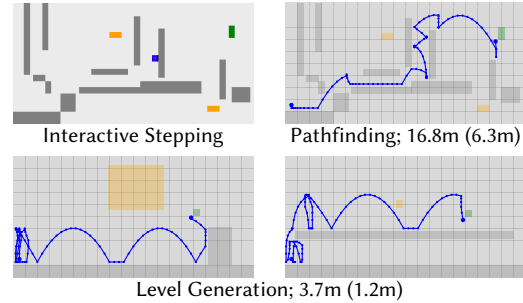 Interactive Stepping
Pathfinding; 16.8m (6.3m)
Level Generation; 3.7m (1.2m)